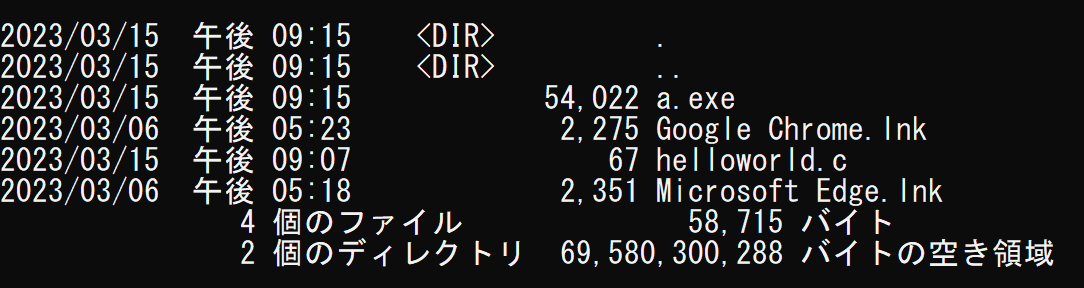 2023/03/15  午後 09:15    <DIR>          .
2023/03/15  午後 09:15    <DIR>          ..
2023/03/15  午後 09:15            54,022 a.exe
2023/03/06  午後 05:23             2,275 Google Chrome.lnk
2023/03/15  午後 09:07                67 helloworld.c
2023/03/06  午後 05:18             2,351 Microsoft Edge.lnk
               4 個のファイル              58,715 バイト
               2 個のディレクトリ  69,580,300,288 バイトの空き領域